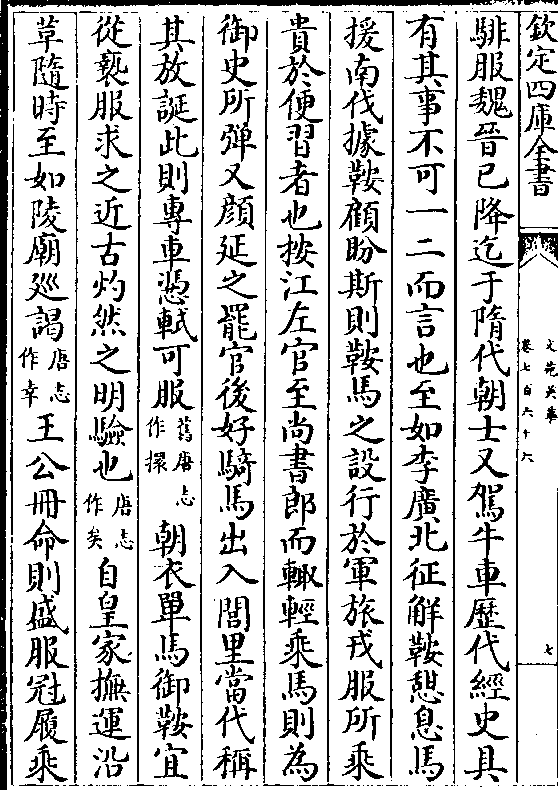 欽定四庫全書
文苑英華
卷七百六十六
七
騑服魏晉已降迄于隋代朝士又駕牛車歷代經史具
有其事不可一二而言也至如李廣北征解鞍憇息馬
援南伐據鞍顧盼斯則鞍馬之設行於軍旅戎服所乘
貴於便習者也按江左官至尚書郎而輙輕乘馬則為
御史所彈又顔延之罷官後好騎馬出入閭里當代稱
其放誕此則專車憑軾可服舊唐志作擐朝衣單馬御鞍宜
從褻服求之近古灼然之明驗也唐志作矣自皇家撫運沿
革隨時至如陵廟廵謁唐志作幸王公冊命則盛服冠履乘